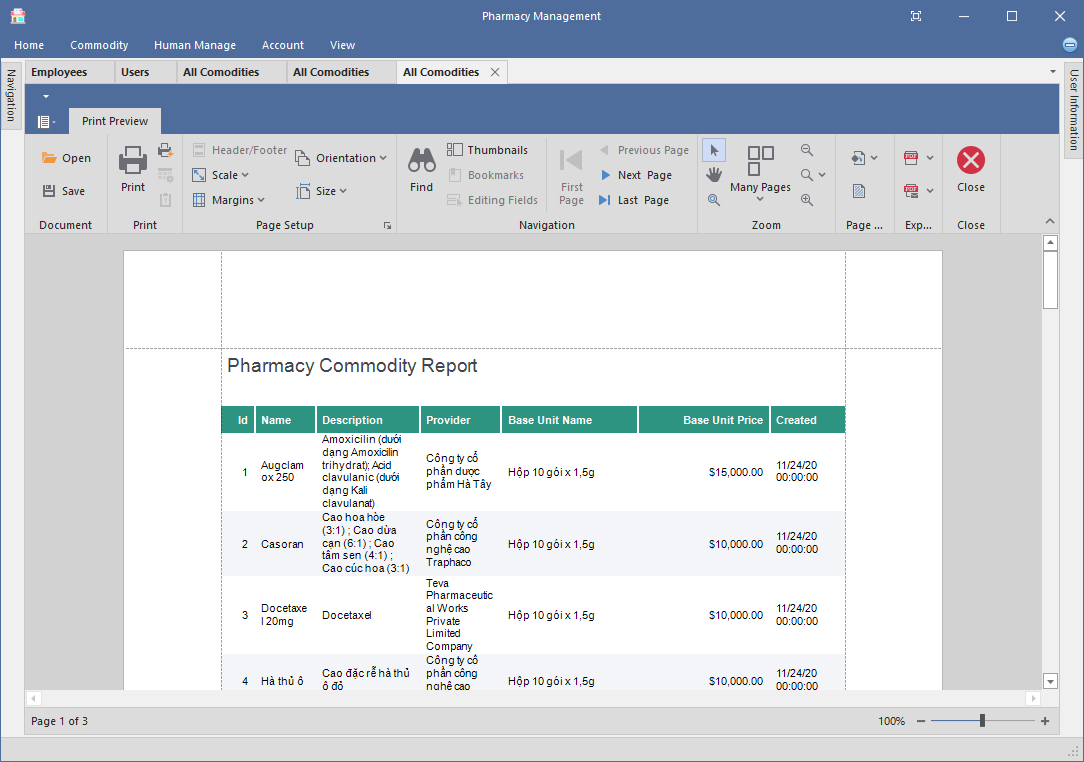 Pharmacy Management
Home Commodity Human Manage Account View
Navigation
Employees Users All Comodities All Comodities All Comodities
User Information
Print Preview
Open
Save
Document
Print
Print
Header/Footer
Scale
Margins
Orientation
Size
Page Setup
Find
Thumbnails
Bookmarks
Editing Fields
First
Page
Previous Page
Next Page
Last Page
Navigation
Many Pages
Zoom
Page ...
PDF
PDF
Exp...
Close
Close
Pharmacy Commodity Report
Id Name Description Provider Base Unit Name Base Unit Price Created
1
Augclam
ox 250
Amoxicilin (dưới
dạng Amoxicilin
trihydrat); Acid
clavulanic (dưới
dạng Kali
clavulanat)
Công ty cổ
phần dược
phẩm Hà Tây
Hộp 10 gói x 1,5g
$15,000.00
11/24/20
00:00:00
2
Casoran
Cao hoa hòe
(3:1) ; Cao dừa
cạn (6:1) ; Cao
tâm sen (4:1) ;
Cao cúc hoa (3:1)
Công ty cổ
phần công
nghệ cao
Traphaco
Hộp 10 gói x 1,5g
$10,000.00
11/24/20
00:00:00
3
Docetaxe
l 20mg
Docetaxel
Teva
Pharmaceutic
al Works
Private
Limited
Company
Hộp 10 gói x 1,5g
$10,000.00
11/24/20
00:00:00
4
Hà thủ ô
Cao đặc rễ hà thủ
ô đỏ
Công ty cổ
phần công
nghệ cao
Hộp 10 gói x 1,5g
$10,000.00
11/24/20
00:00:00
Page 1 of 3
100%